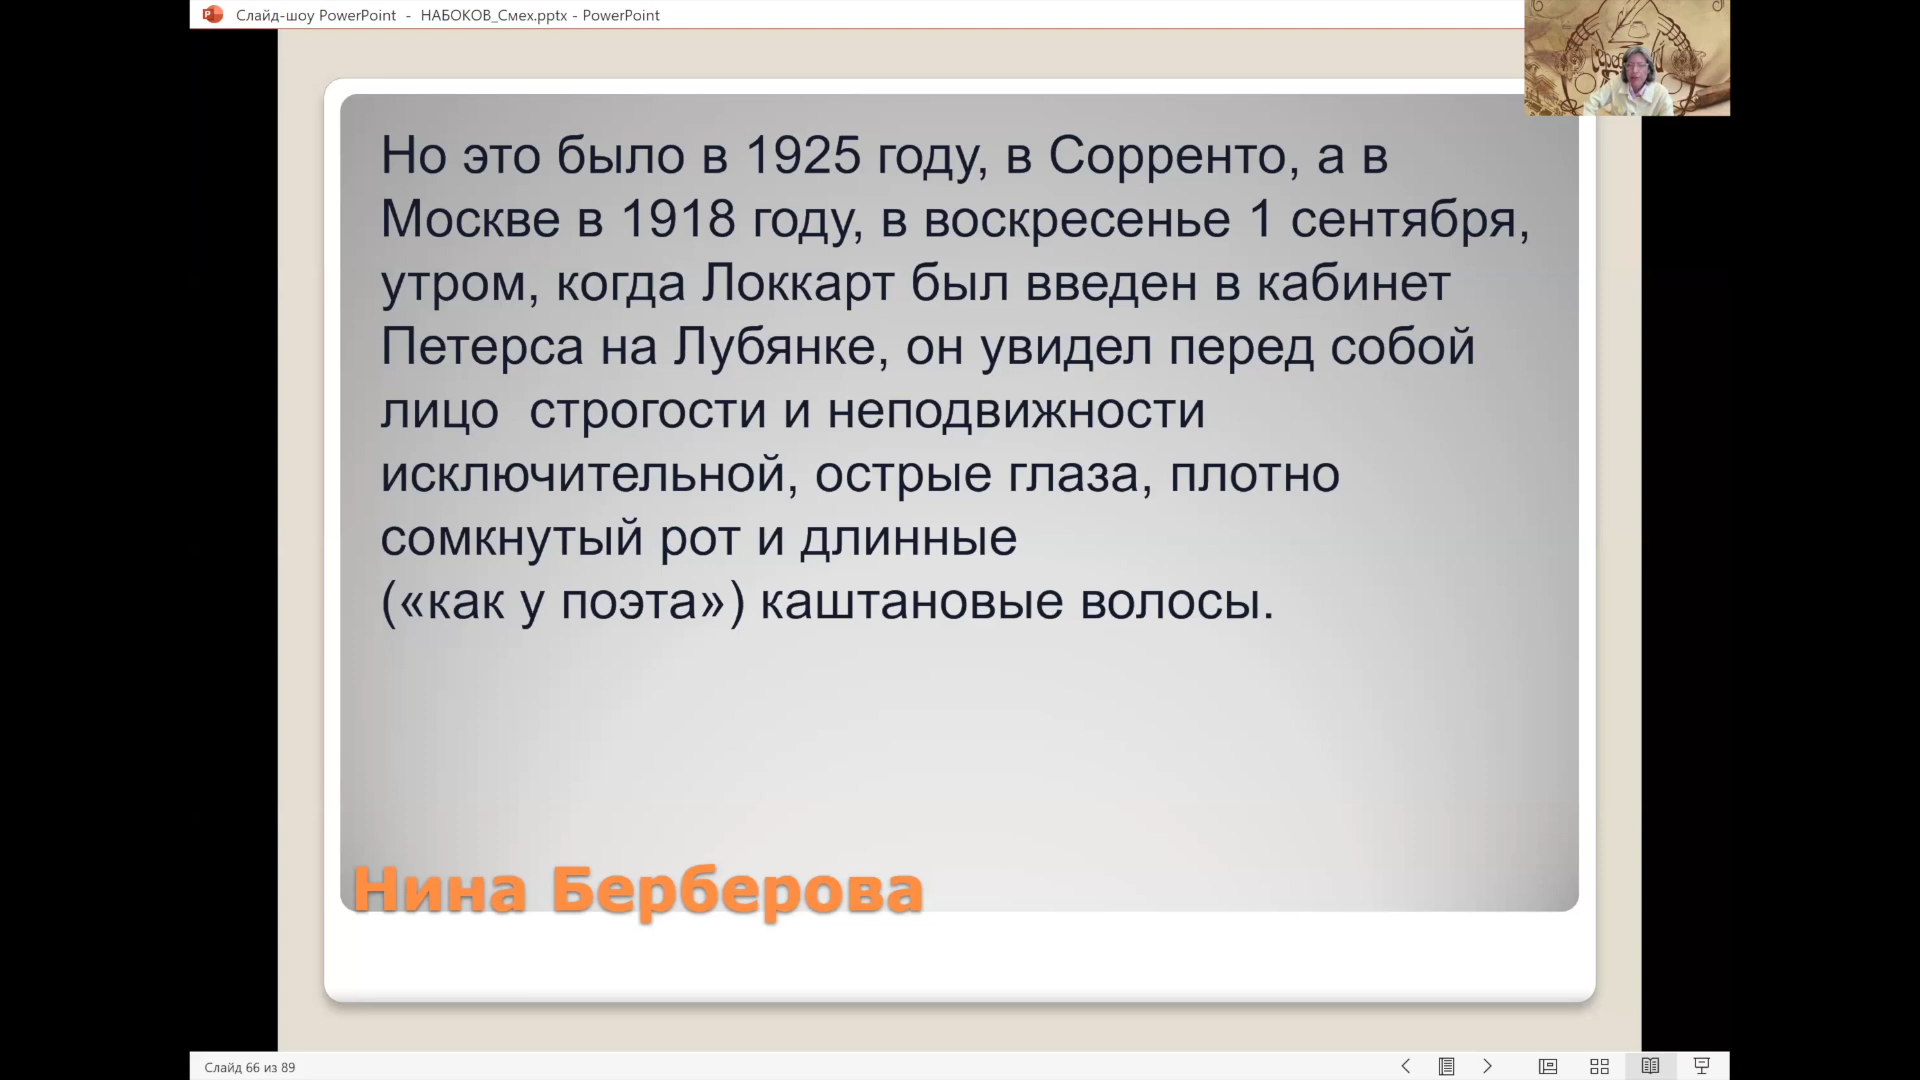 Слайд-шоу PowerPoint - НАБОКОВ_Смех.pptx - PowerPoint
Но это было в 1925 году, в Сорренто, а в
Москве в 1918 году, в воскресенье 1 сентября,
утром, когда Локкарт был введен в кабинет
Петерса на Лубянке, он увидел перед собой
лицо  строгости и неподвижности
исключительной, острые глаза, плотно
сомкнутый рот и длинные
(«как у поэта») каштановые волосы.
Нина Берберова
Слайд 66 из 89